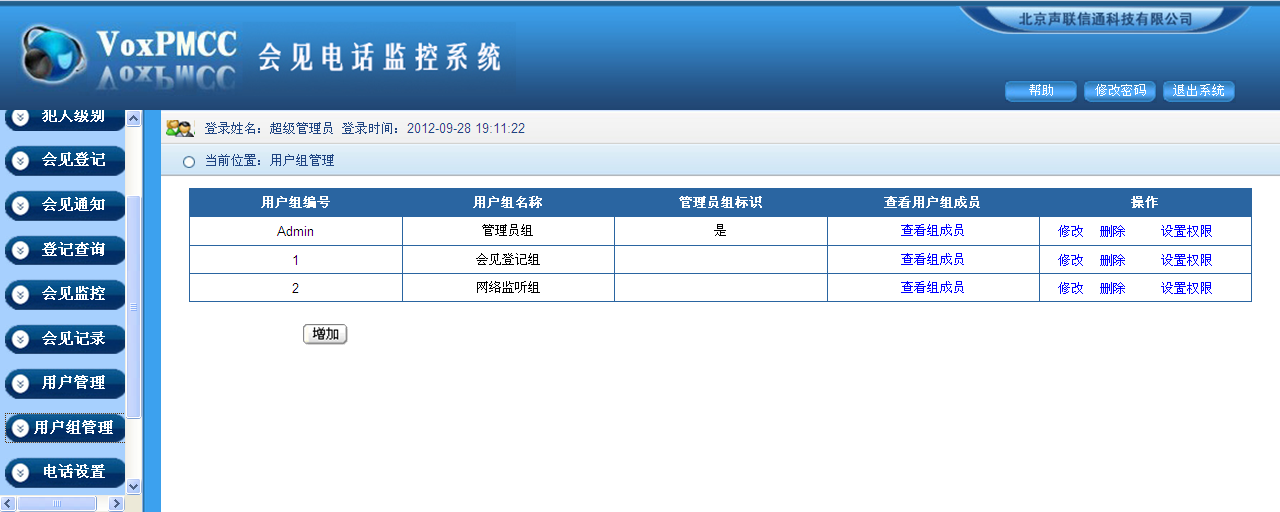 北京声联信通科技有限公司
VoxPMCC 会见电话监控系统
帮助 修改密码 退出系统
犯人级别
会见登记
会见通知
登记查询
会见监控
会见记录
用户管理
用户组管理
电话设置
登录姓名：超级管理员 登录时间：2012-09-28 19:11:22
当前位置：用户组管理
用户组编号 用户组名称 管理员组标识 查看用户组成员 操作
Admin 管理员组 是 查看组成员 修改 删除 设置权限
1 会见登记组 查看组成员 修改 删除 设置权限
2 网络监听组 查看组成员 修改 删除 设置权限
增加